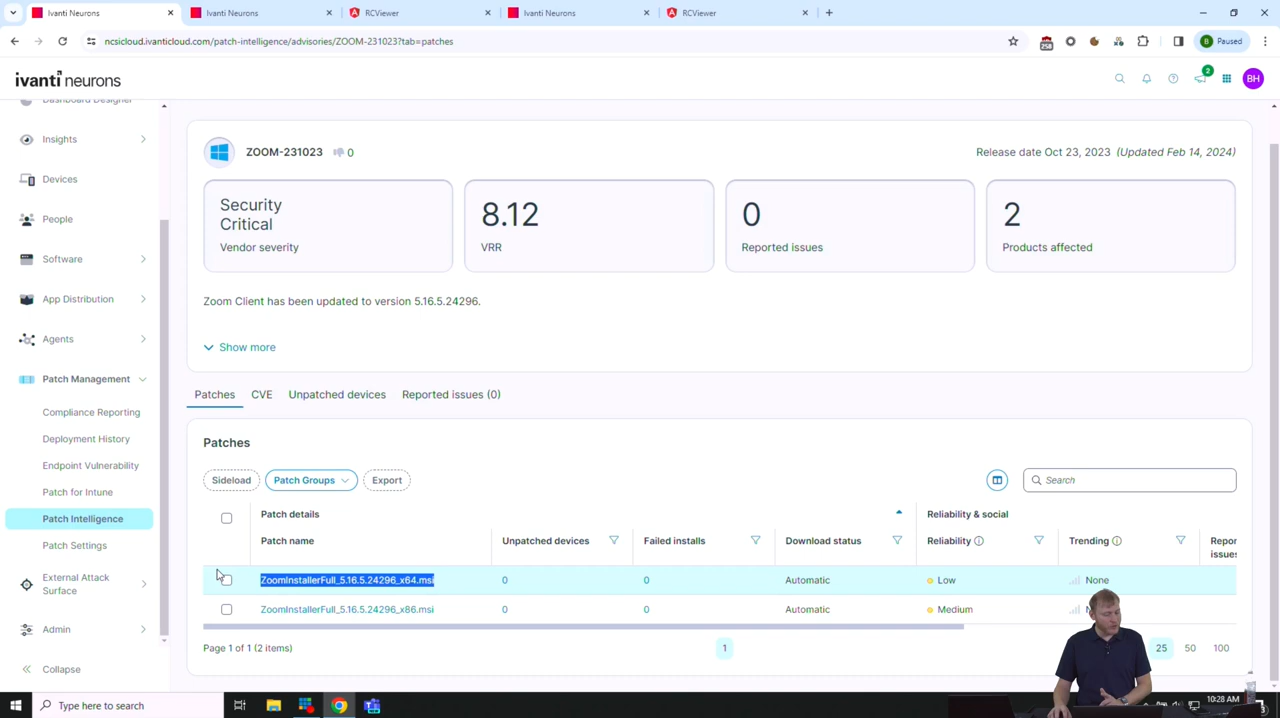 Ivanti Neurons
Ivanti Neurons
RCViewer
Ivanti Neurons
RCViewer
ncsicloud.ivanticloud.com/patch-intelligence/advisories/ZOOM-231023?tab=patches
258
B
Paused
ivanti neurons
2
BH
Dashboard Designer
Insights
Devices
People
Software
App Distribution
Agents
Patch Management
Compliance Reporting
Deployment History
Endpoint Vulnerability
Patch for Intune
Patch Intelligence
Patch Settings
External Attack
Surface
Admin
Collapse
ZOOM-231023 0
Release date Oct 23, 2023 (Updated Feb 14, 2024)
Security
Critical
Vendor severity
8.12
VRR
0
Reported issues
2
Products affected
Zoom Client has been updated to version 5.16.5.24296.
Show more
Patches CVE Unpatched devices Reported issues (0)
Patches
Sideload Patch Groups Export
Search
Patch details Reliability & social
Patch name Unpatched devices Failed installs Download status Reliability Trending
issues
ZoomInstallerFull_5.16.5.24296_x64.msi 0 0 Automatic Low None
ZoomInstallerFull_5.16.5.24296_x86.msi 0 0 Automatic Medium
Page 1 of 1 (2 items) 1 25 50 100
Type here to search
10:28 AM